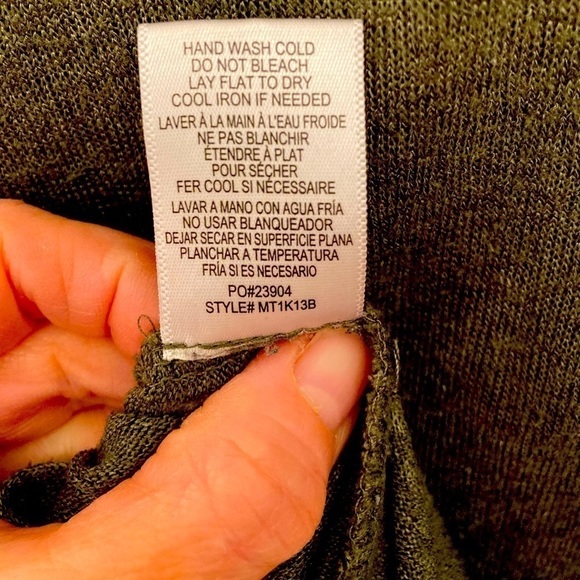 HAND WASH COLD
DO NOT BLEACH
LAY FLAT TO DRY
COOL IRON IF NEEDED
LAVER À LA MAIN À L'EAU FROIDE
NE PAS BLANCHIR
ÉTENDRE À PLAT
POUR SÉCHER
FER COOL SI NÉCESSAIRE
LAVAR A MANO CON AGUA FRÍA
NO USAR BLANQUEADOR
DEJAR SECAR EN SUPERFICIE PLANA
PLANCHAR A TEMPERATURA
FRÍA SI ES NECESARIO
PO#23904
STYLE# MT1K13B